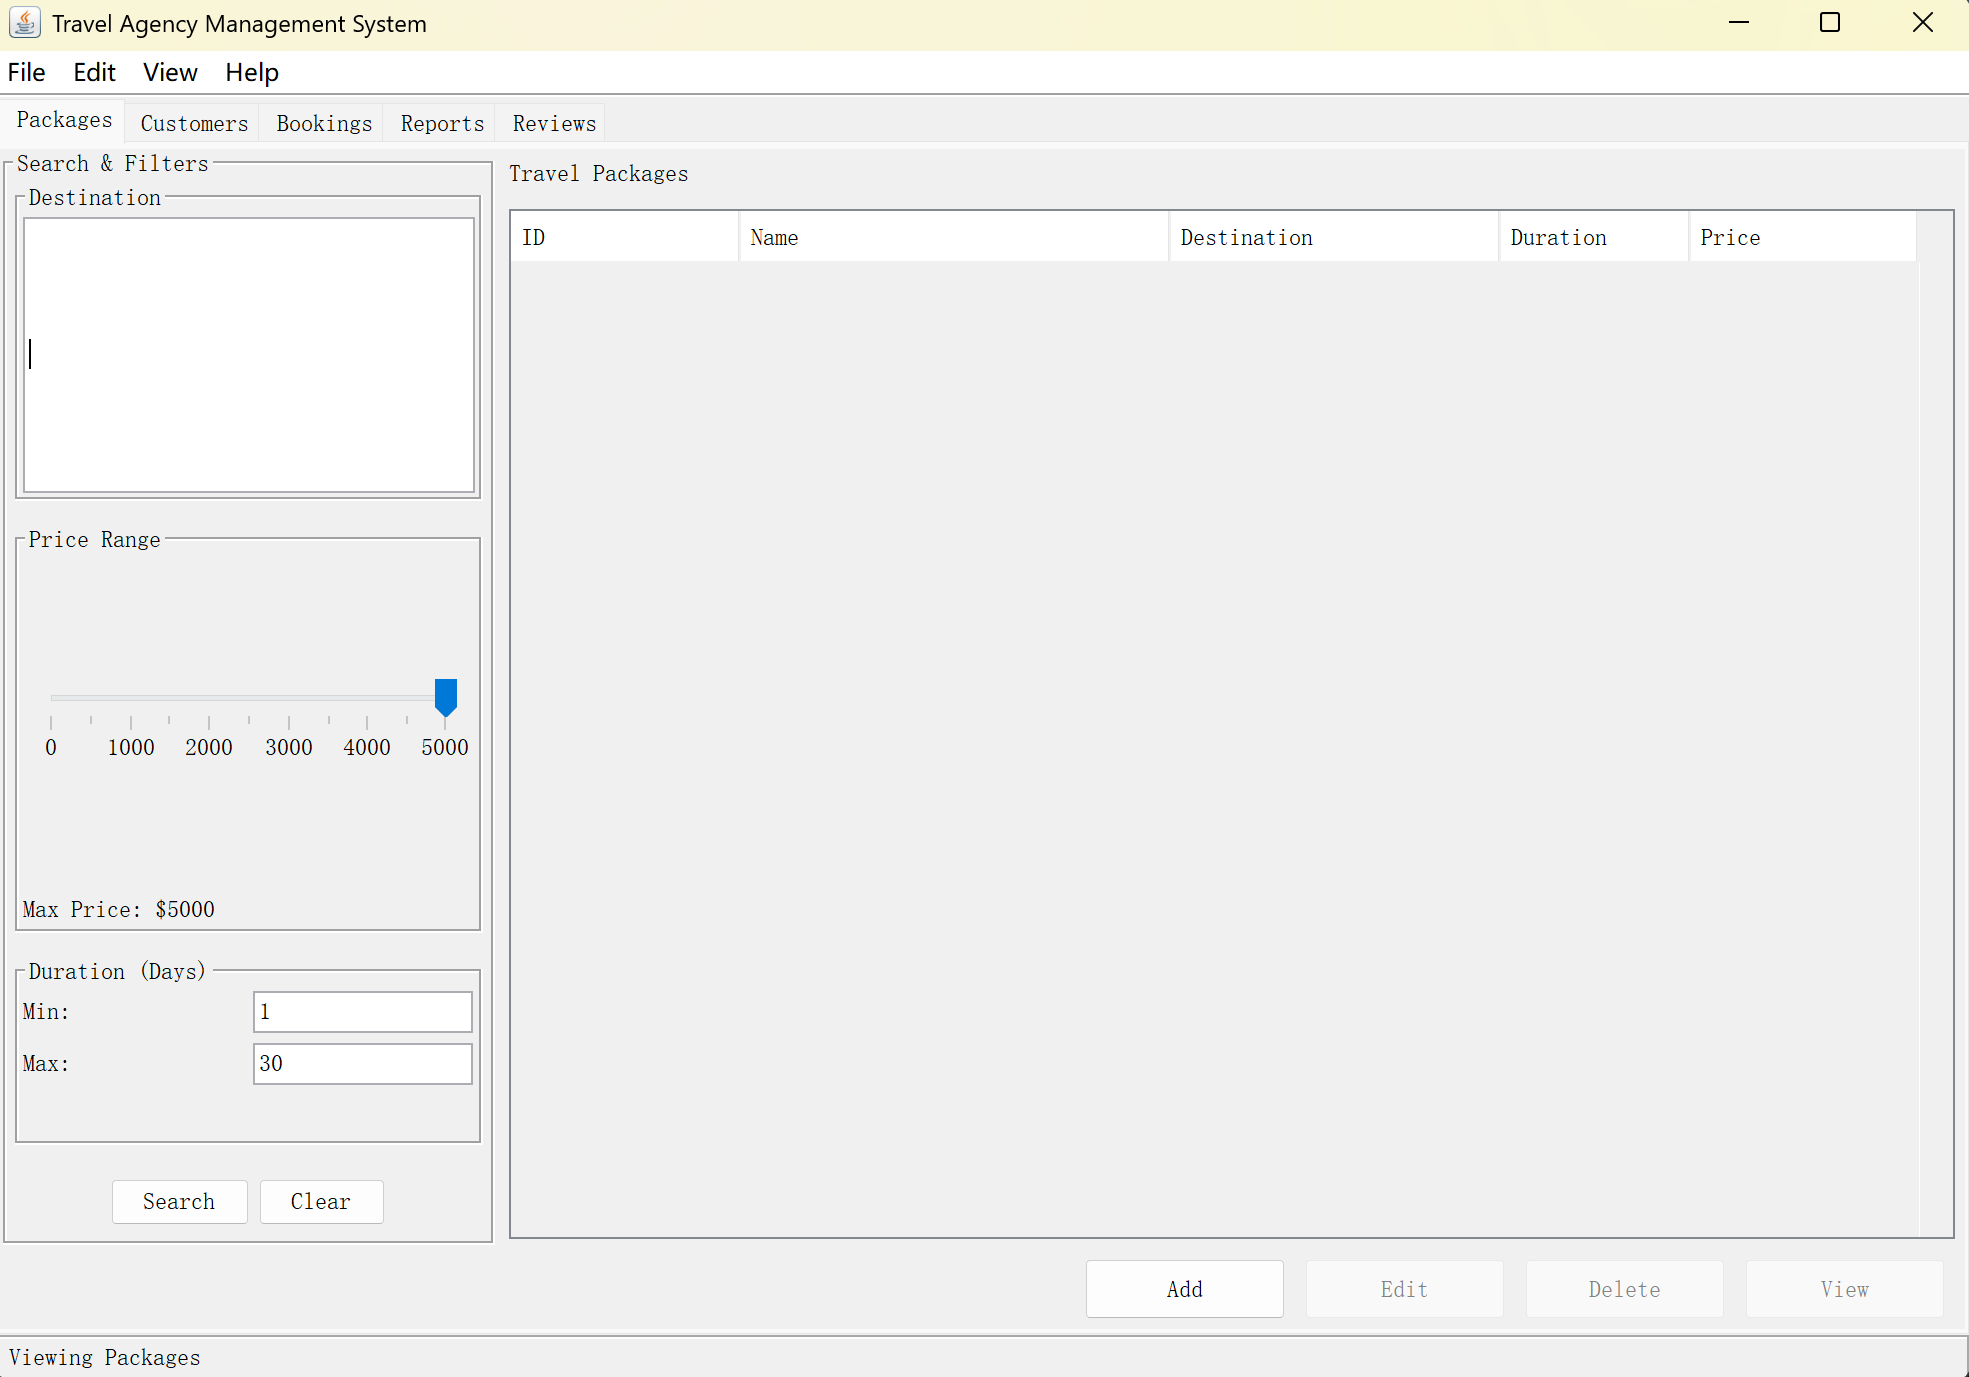 Travel Agency Management System
File Edit View Help
Packages Customers Bookings Reports Reviews
Search & Filters
Destination
Price Range
0 1000 2000 3000 4000 5000
Max Price: $5000
Duration (Days)
Min: 1
Max: 30
Search Clear
Travel Packages
ID Name Destination Duration Price
Add Edit Delete View
Viewing Packages